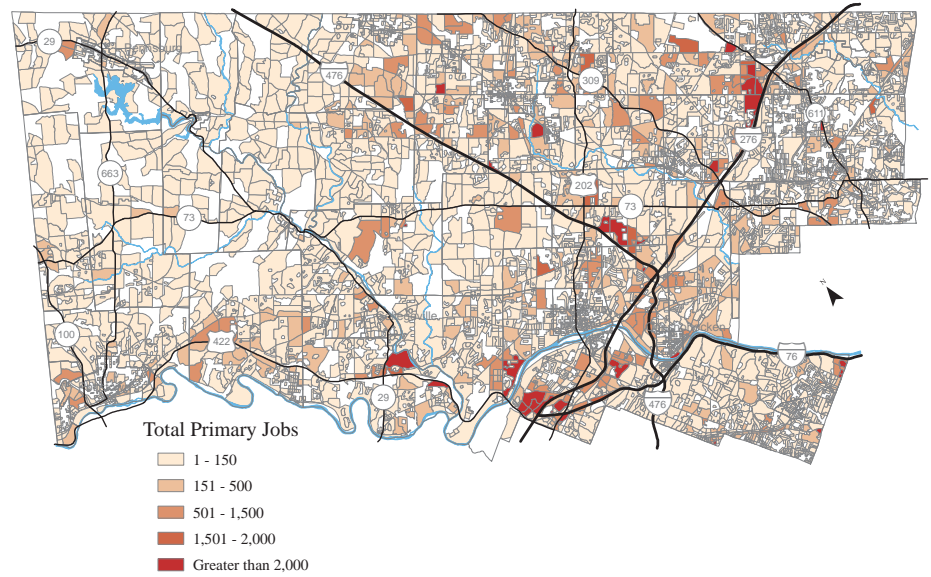 29
476
309
611
276
663
202
73
73
100
422
76
29
476
Total Primary Jobs
1 - 150
151 - 500
501 - 1,500
1,501 - 2,000
Greater than 2,000